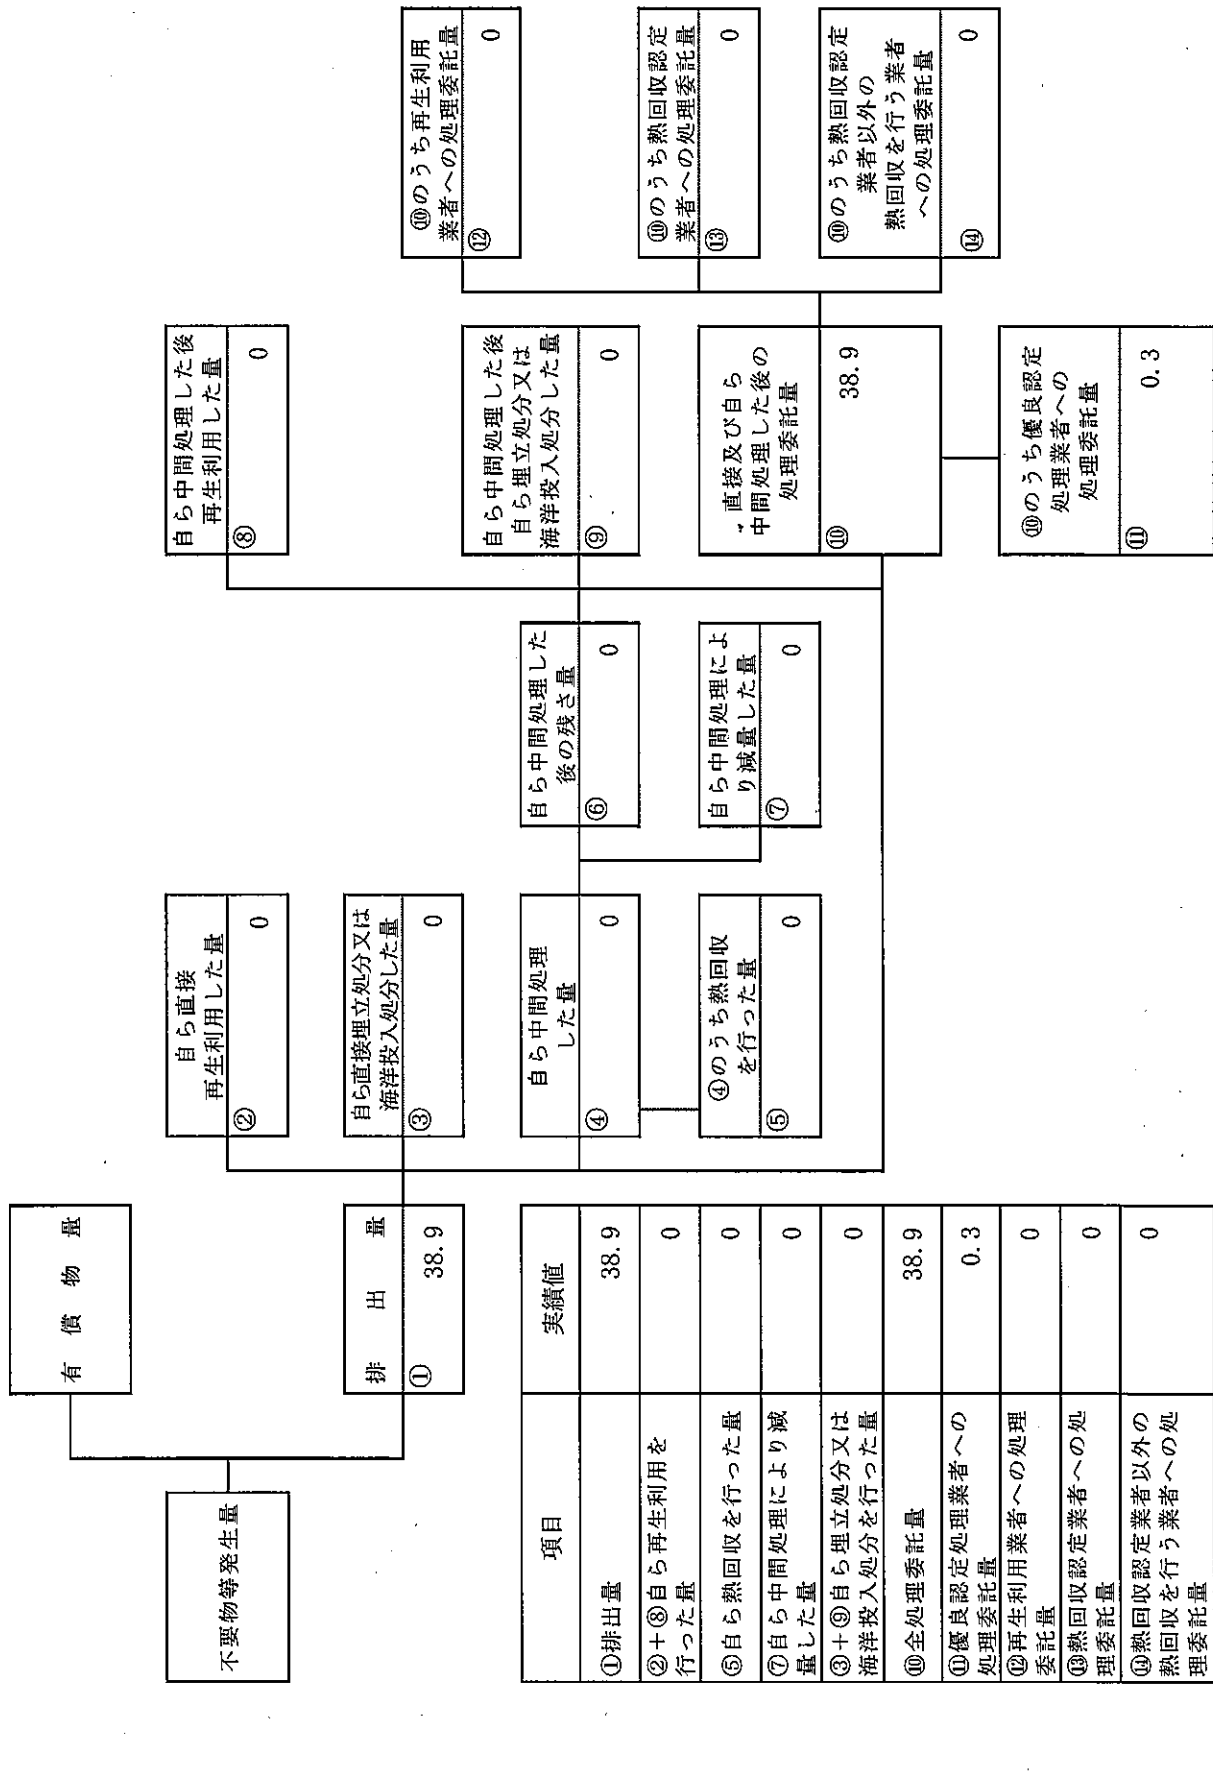 有 償 物 量
不要物等発生量
排 出 量
① 38.9
自ら直接
再生利用した量
② 0
自ら直接埋立処分又は
海洋投入処分した量
③ 0
自ら中間処理
した量
④ 0
④のうち熱回収
を行った量
⑤ 0
自ら中間処理した
後の残さ量
⑥ 0
自ら中間処理によ
り減量した量
⑦ 0
自ら中間処理した後
再生利用した量
⑧ 0
自ら中間処理した後
自ら埋立処分又は
海洋投入処分した量
⑨ 0
直接及び自ら
中間処理した後の
処理委託量
⑩ 38.9
⑩のうち優良認定
処理業者への
処理委託量
⑪ 0.3
⑩のうち再生利用
業者への処理委託量
⑫ 0
⑩のうち熱回収認定
業者への処理委託量
⑬ 0
⑩のうち熱回収認定
業者以外の
熱回収を行う業者
への処理委託量
⑭ 0
項目 実績値
①排出量 38.9
②+⑧自ら再生利用を
行った量 0
⑤自ら熱回収を行った量 0
⑦自ら中間処理により減
量した量 0
③+⑨自ら埋立処分又は
海洋投入処分を行った量 0
⑩全処理委託量 38.9
⑪優良認定処理業者への
処理委託量 0.3
⑫再生利用業者への処理
委託量 0
⑬熱回収認定業者への処
理委託量 0
⑭熱回収認定業者以外の
熱回収を行う業者への処
理委託量 0